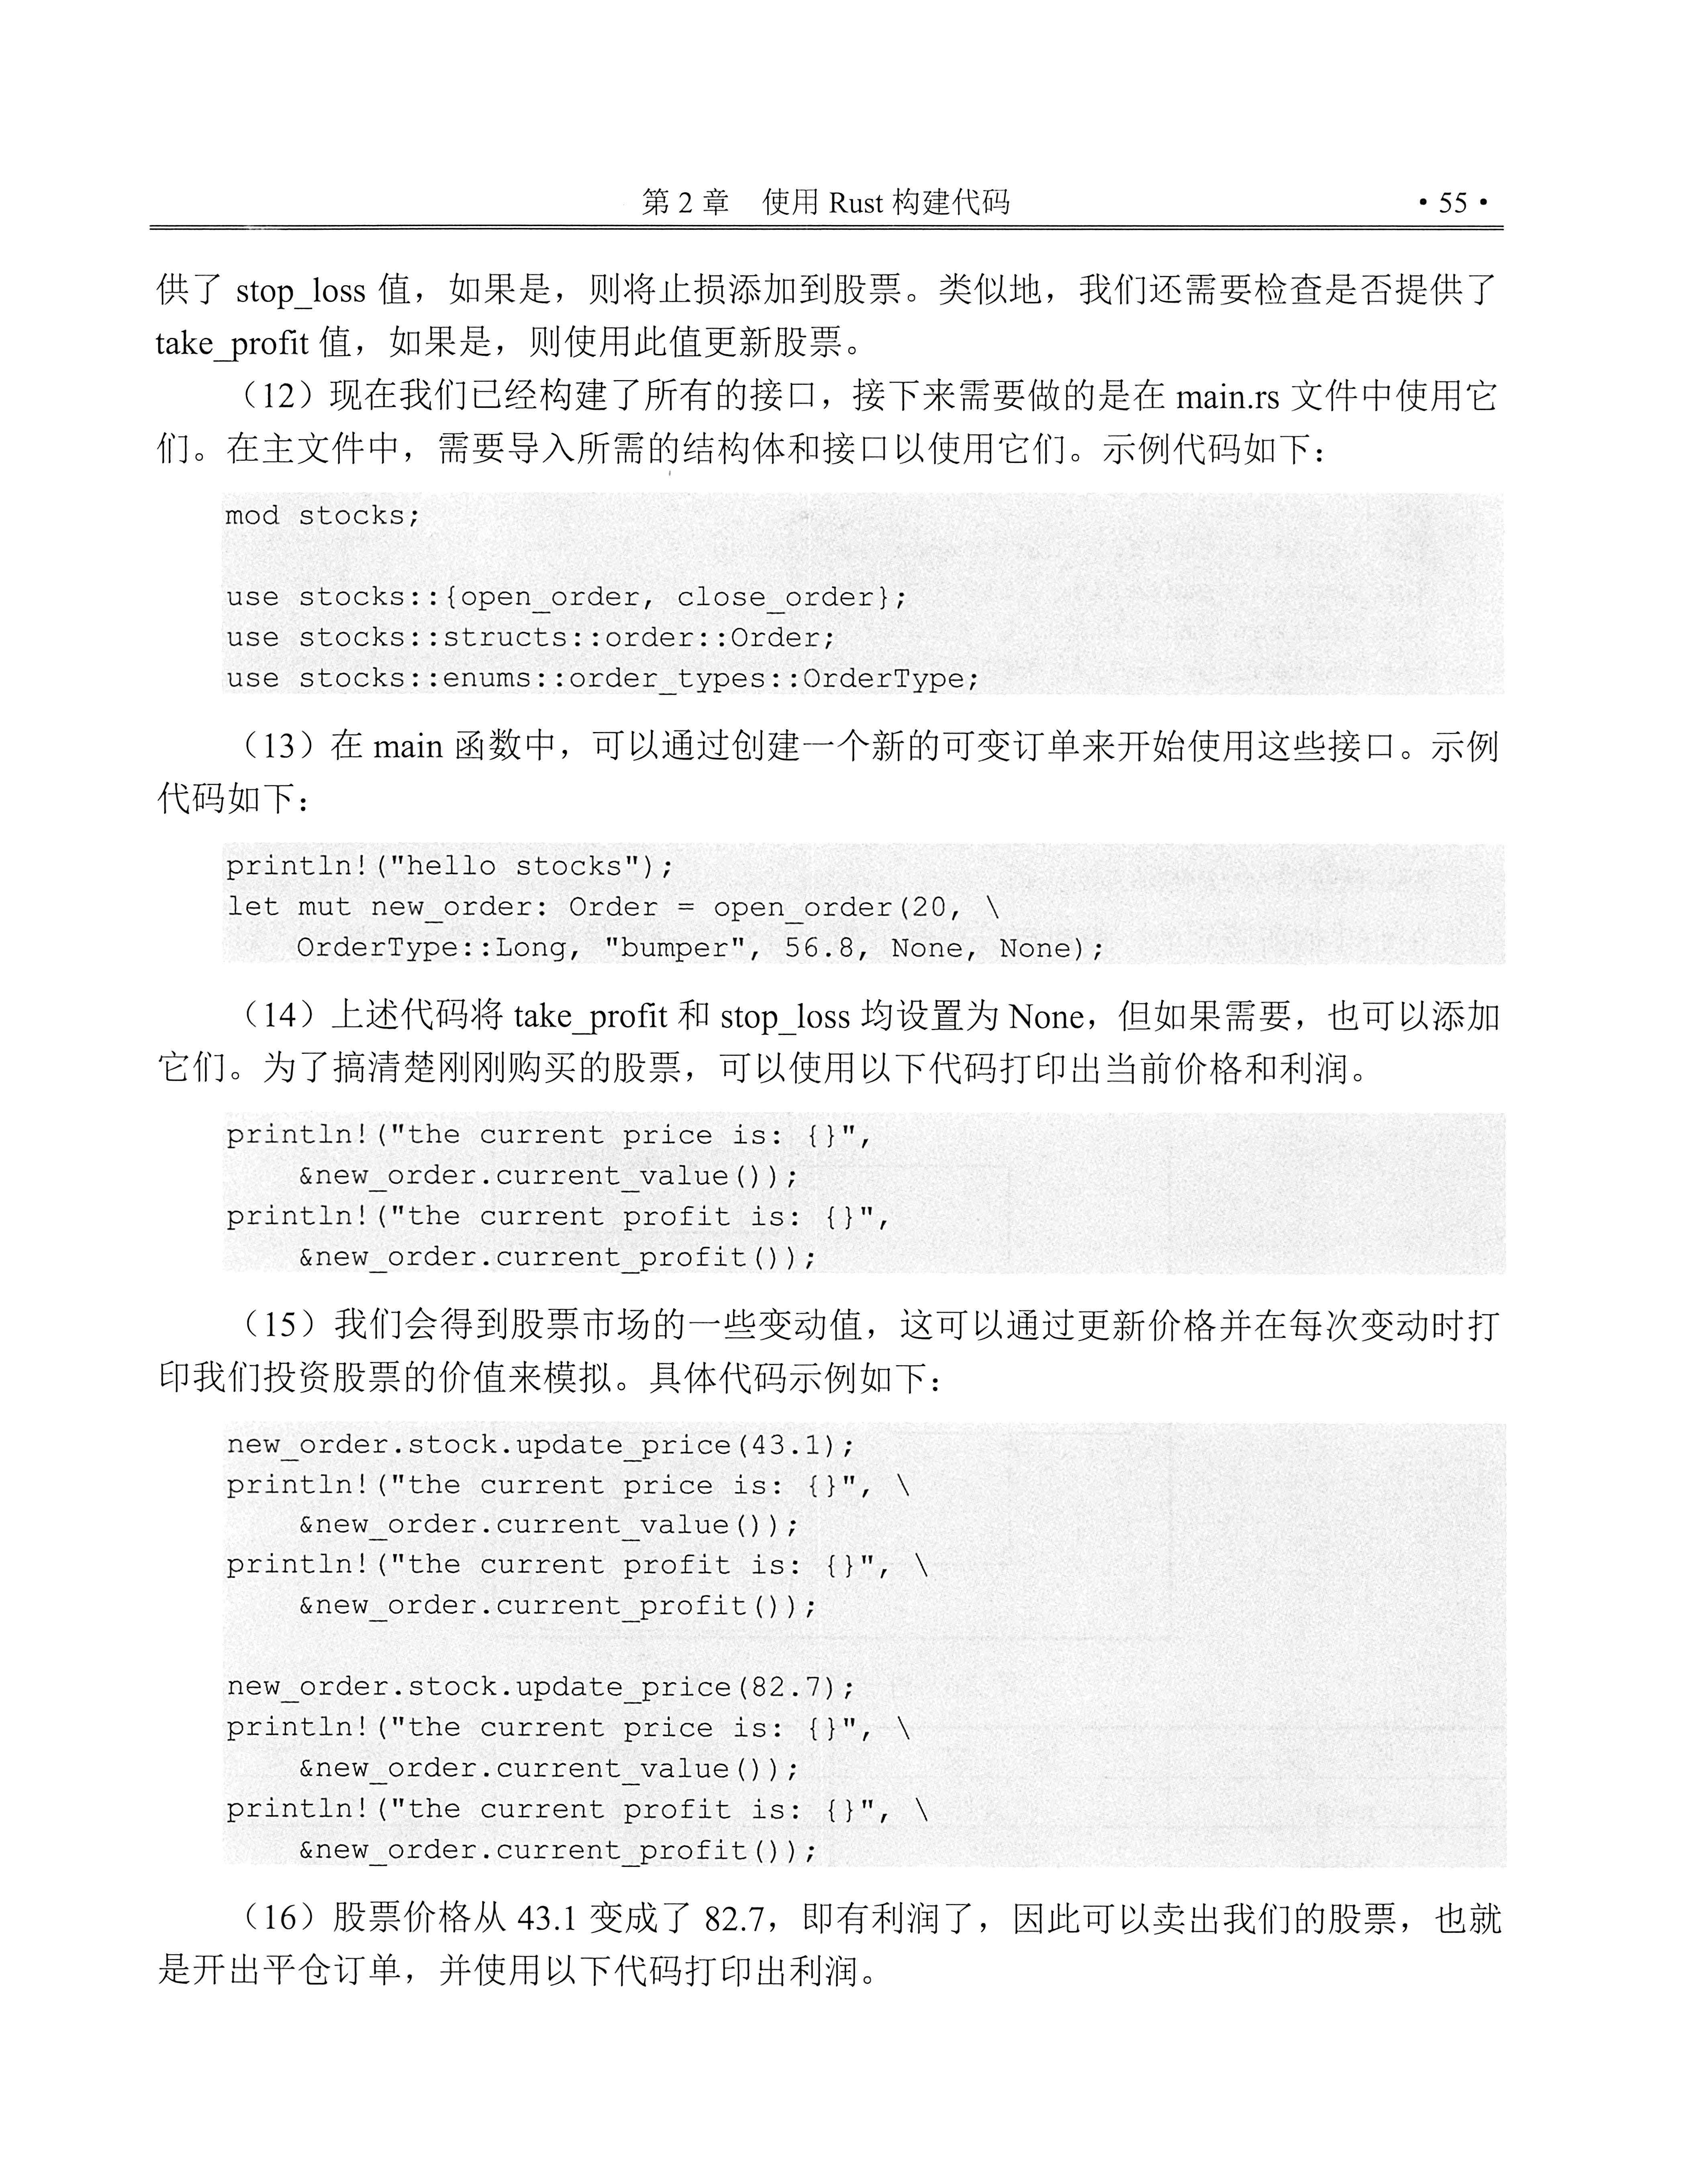 第 2 章　使用 Rust 构建代码 • 55 •
供了 stop_loss 值，如果是，则将止损添加到股票。类似地，我们还需要检查是否提供了
take_profit 值，如果是，则使用此值更新股票。
（12）现在我们已经构建了所有的接口，接下来需要做的是在 main.rs 文件中使用它
们。在主文件中，需要导入所需的结构体和接口以使用它们。示例代码如下：
mod stocks;
use stocks::{open_order, close_order};
use stocks::structs::order::Order;
use stocks::enums::order_types::OrderType;
（13）在 main 函数中，可以通过创建一个新的可变订单来开始使用这些接口。示例
代码如下：
println!("hello stocks");
let mut new_order: Order = open_order(20, \
    OrderType::Long, "bumper", 56.8, None, None);
（14）上述代码将 take_profit 和 stop_loss 均设置为 None，但如果需要，也可以添加
它们。为了搞清楚刚刚购买的股票，可以使用以下代码打印出当前价格和利润。
println!("the current price is: {}",
    &new_order.current_value());
println!("the current profit is: {}",
    &new_order.current_profit());
（15）我们会得到股票市场的一些变动值，这可以通过更新价格并在每次变动时打
印我们投资股票的价值来模拟。具体代码示例如下：
new_order.stock.update_price(43.1);
println!("the current price is: {}", \
    &new_order.current_value());
println!("the current profit is: {}", \
    &new_order.current_profit());
new_order.stock.update_price(82.7);
println!("the current price is: {}", \
    &new_order.current_value());
println!("the current profit is: {}", \
    &new_order.current_profit());
（16）股票价格从 43.1 变成了 82.7，即有利润了，因此可以卖出我们的股票，也就
是开出平仓订单，并使用以下代码打印出利润。